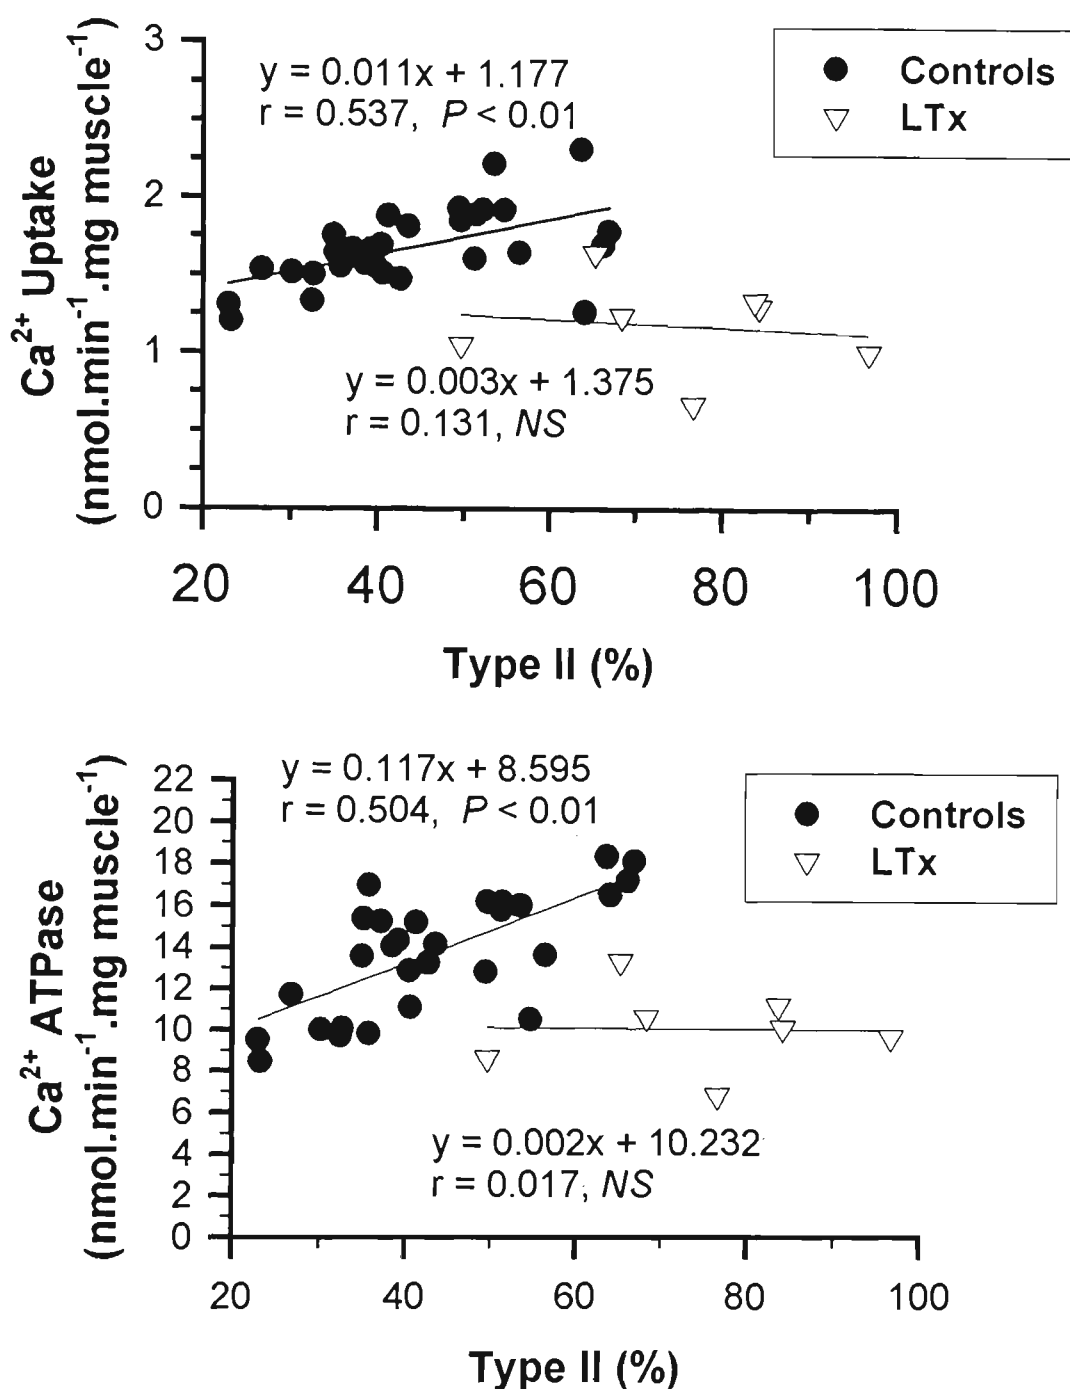 3
2
1
0
Ca²⁺ Uptake
(nmol.min⁻¹.mg muscle⁻¹)
y = 0.011x + 1.177
r = 0.537, P < 0.01
Controls
LTx
y = 0.003x + 1.375
r = 0.131, NS
20 40 60 80 100
Type II (%)
22
20
18
16
14
12
10
8
6
4
2
0
Ca²⁺ ATPase
(nmol.min⁻¹.mg muscle⁻¹)
y = 0.117x + 8.595
r = 0.504, P < 0.01
Controls
LTx
y = 0.002x + 10.232
r = 0.017, NS
20 40 60 80 100
Type II (%)